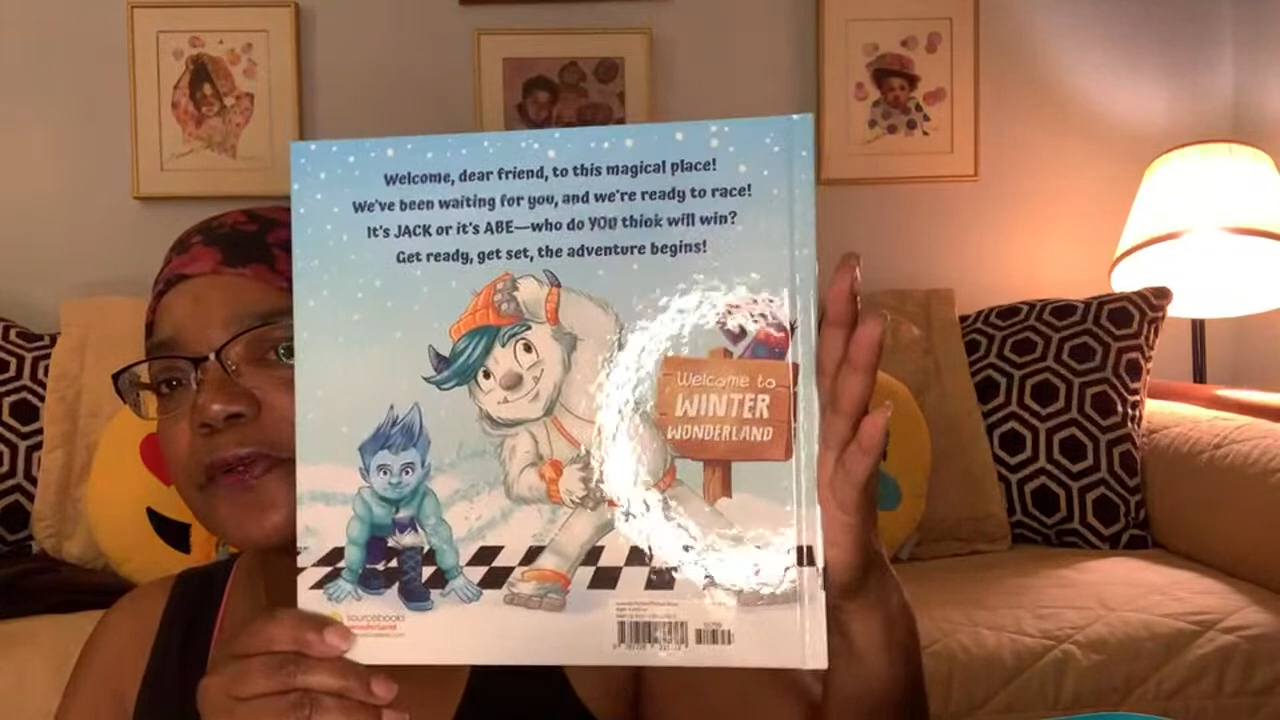 Welcome, dear friend, to this magical place!
We've been waiting for you, and we're ready to race!
It's JACK or it's ABE—who do YOU think will win?
Get ready, get set, the adventure begins!
Welcome to
WINTER
WONDERLAND
sourcebooks
wonderland